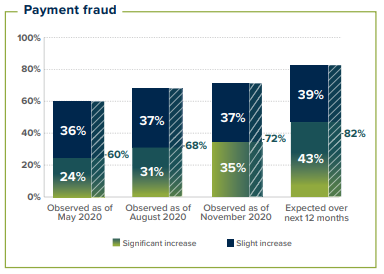 Payment fraud
100%
80%
60%
40%
20%
0%
36%
24%
60%
37%
31%
68%
37%
35%
72%
39%
43%
82%
Observed as of
May 2020
Observed as of
August 2020
Observed as of
November 2020
Expected over
next 12 months
Significant increase
Slight increase